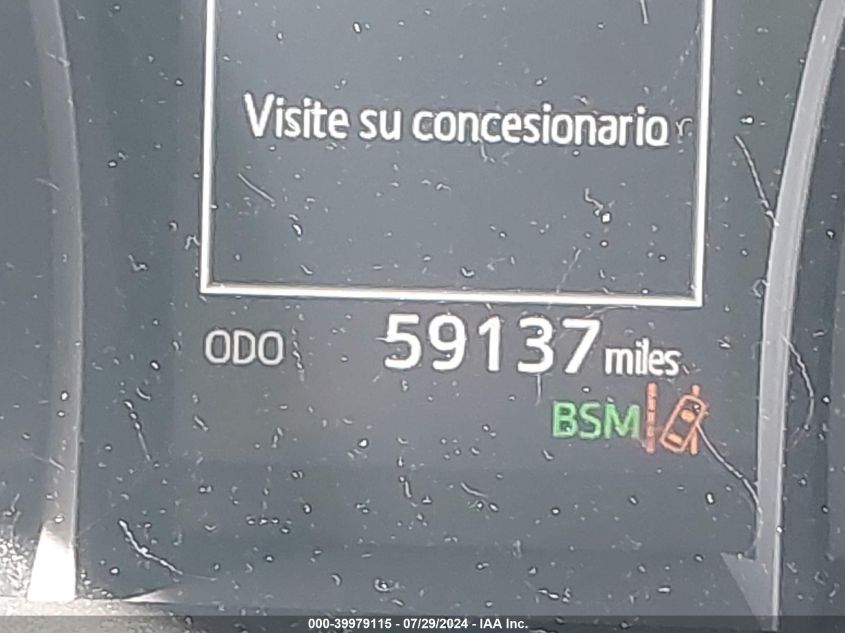 Visite su concesionario
ODO 59137 miles
BSM
000-39979115 - 07/29/2024 - IAA Inc.